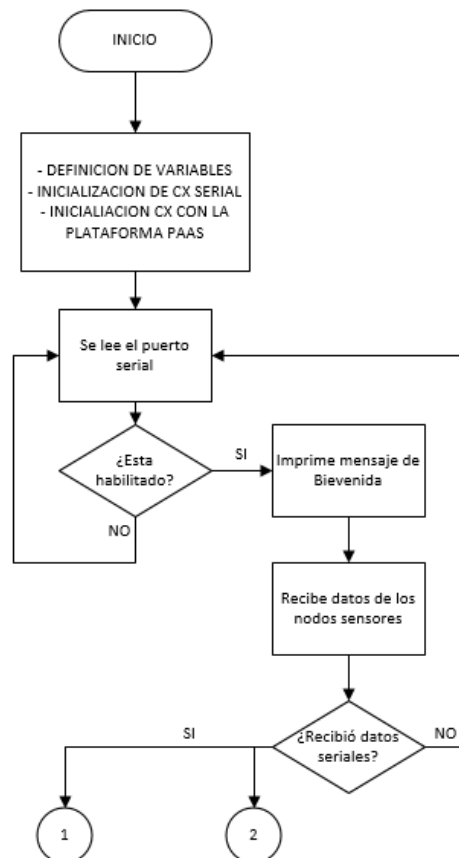 INICIO
- DEFINICION DE VARIABLES
- INICIALIZACION DE CX SERIAL
- INICIALIACION CX CON LA
PLATAFORMA PAAS
Se lee el puerto
serial
¿Esta
habilitado?
SI
NO
Imprime mensaje de
Bievenida
Recibe datos de los
nodos sensores
¿Recibió datos
seriales?
SI
NO
1
2